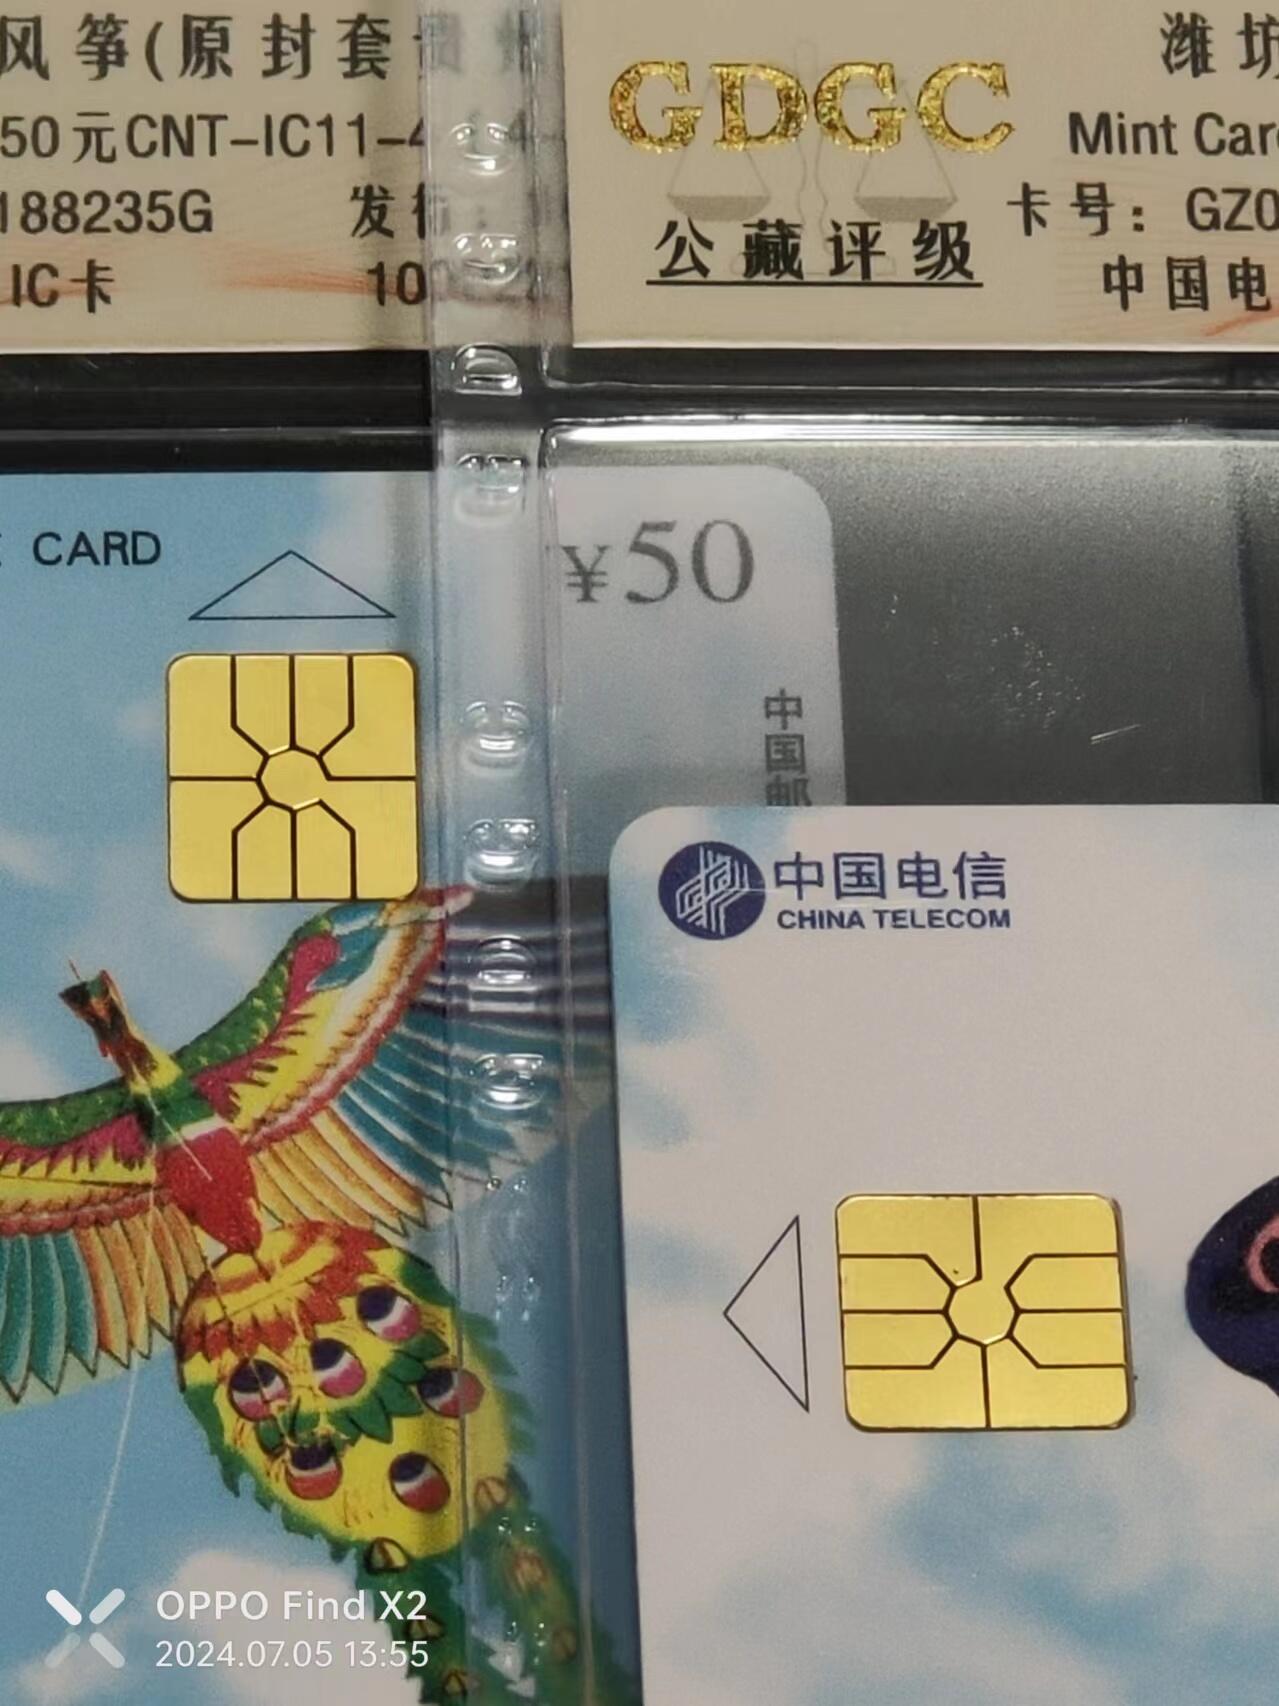 风筝(原封套
50元CNT-IC11-4
188235G
发行:
IC卡
10
GDGC
公藏评级
潍坊
Mint Car
卡号: GZ0
中国电
CARD
¥50
中国邮
中国电信
CHINA TELECOM
OPPO Find X2
2024.07.05 13:55